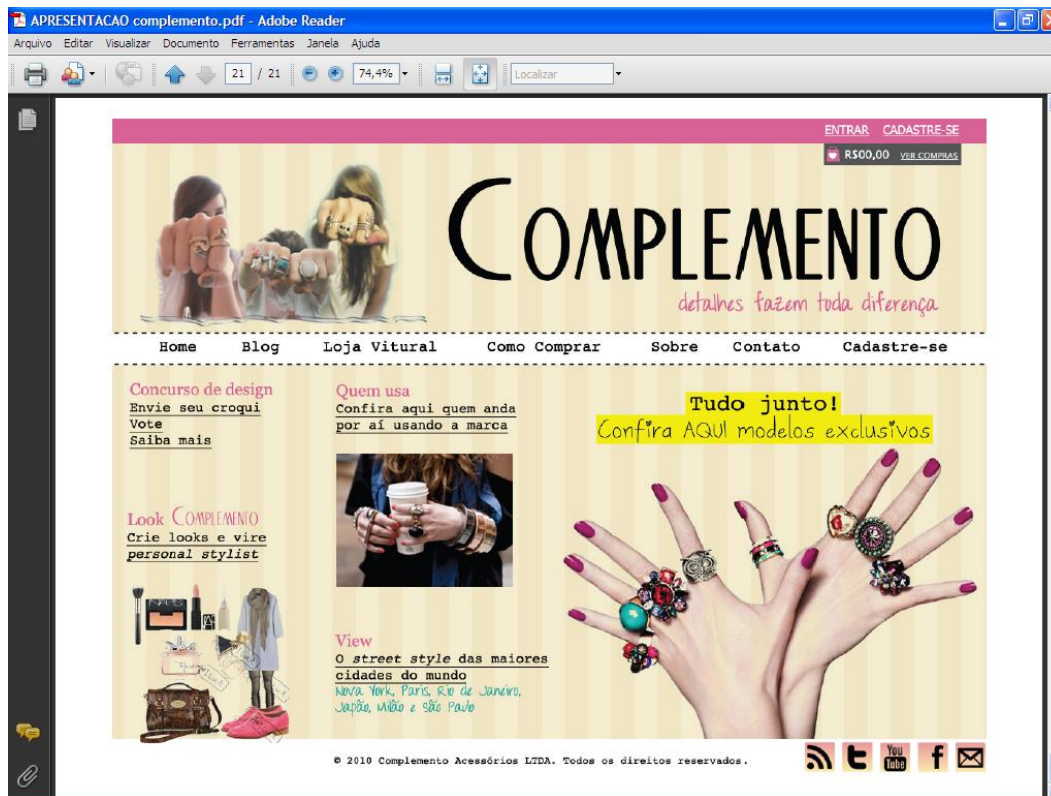 APRESENTACAO complemento.pdf - Adobe Reader
Arquivo Editar Visualizar Documento Ferramentas Janela Ajuda
21 / 21 74,4% Localizar
ENTRAR CADASTRE-SE
R$00,00 VER COMPRAS
COMPLEMENTO
detalhes fazem toda diferença
Home Blog Loja Vitural Como Comprar Sobre Contato Cadastre-se
Concurso de design
Envie seu croqui
Vote
Saiba mais
Look COMPLEMENTO
Crie looks e vire
personal stylist
NARS
Quem usa
Confira aqui quem anda
por aí usando a marca
View
O street style das maiores
cidades do mundo
Nova York, Paris, Rio de Janeiro,
Japão, Milão e São Paulo
Tudo junto!
Confira AQUI modelos exclusivos
© 2010 Complemento Acessórios LTDA. Todos os direitos reservados.
You
Tube